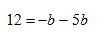 12 = −b − 5b